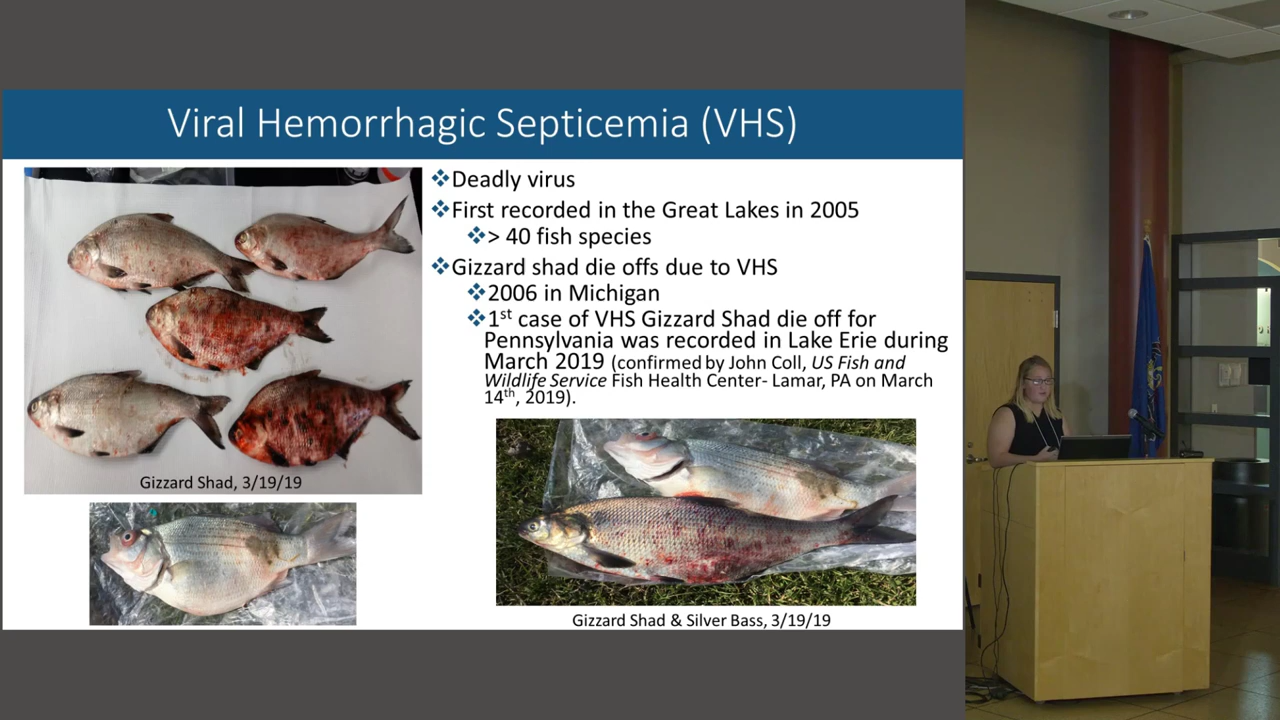 Viral Hemorrhagic Septicemia (VHS)
❖Deadly virus
❖First recorded in the Great Lakes in 2005
❖> 40 fish species
❖Gizzard shad die offs due to VHS
❖2006 in Michigan
❖1st case of VHS Gizzard Shad die off for
Pennsylvania was recorded in Lake Erie during
March 2019 (confirmed by John Coll, US Fish and
Wildlife Service Fish Health Center- Lamar, PA on March
14th, 2019).
Gizzard Shad, 3/19/19
Gizzard Shad & Silver Bass, 3/19/19